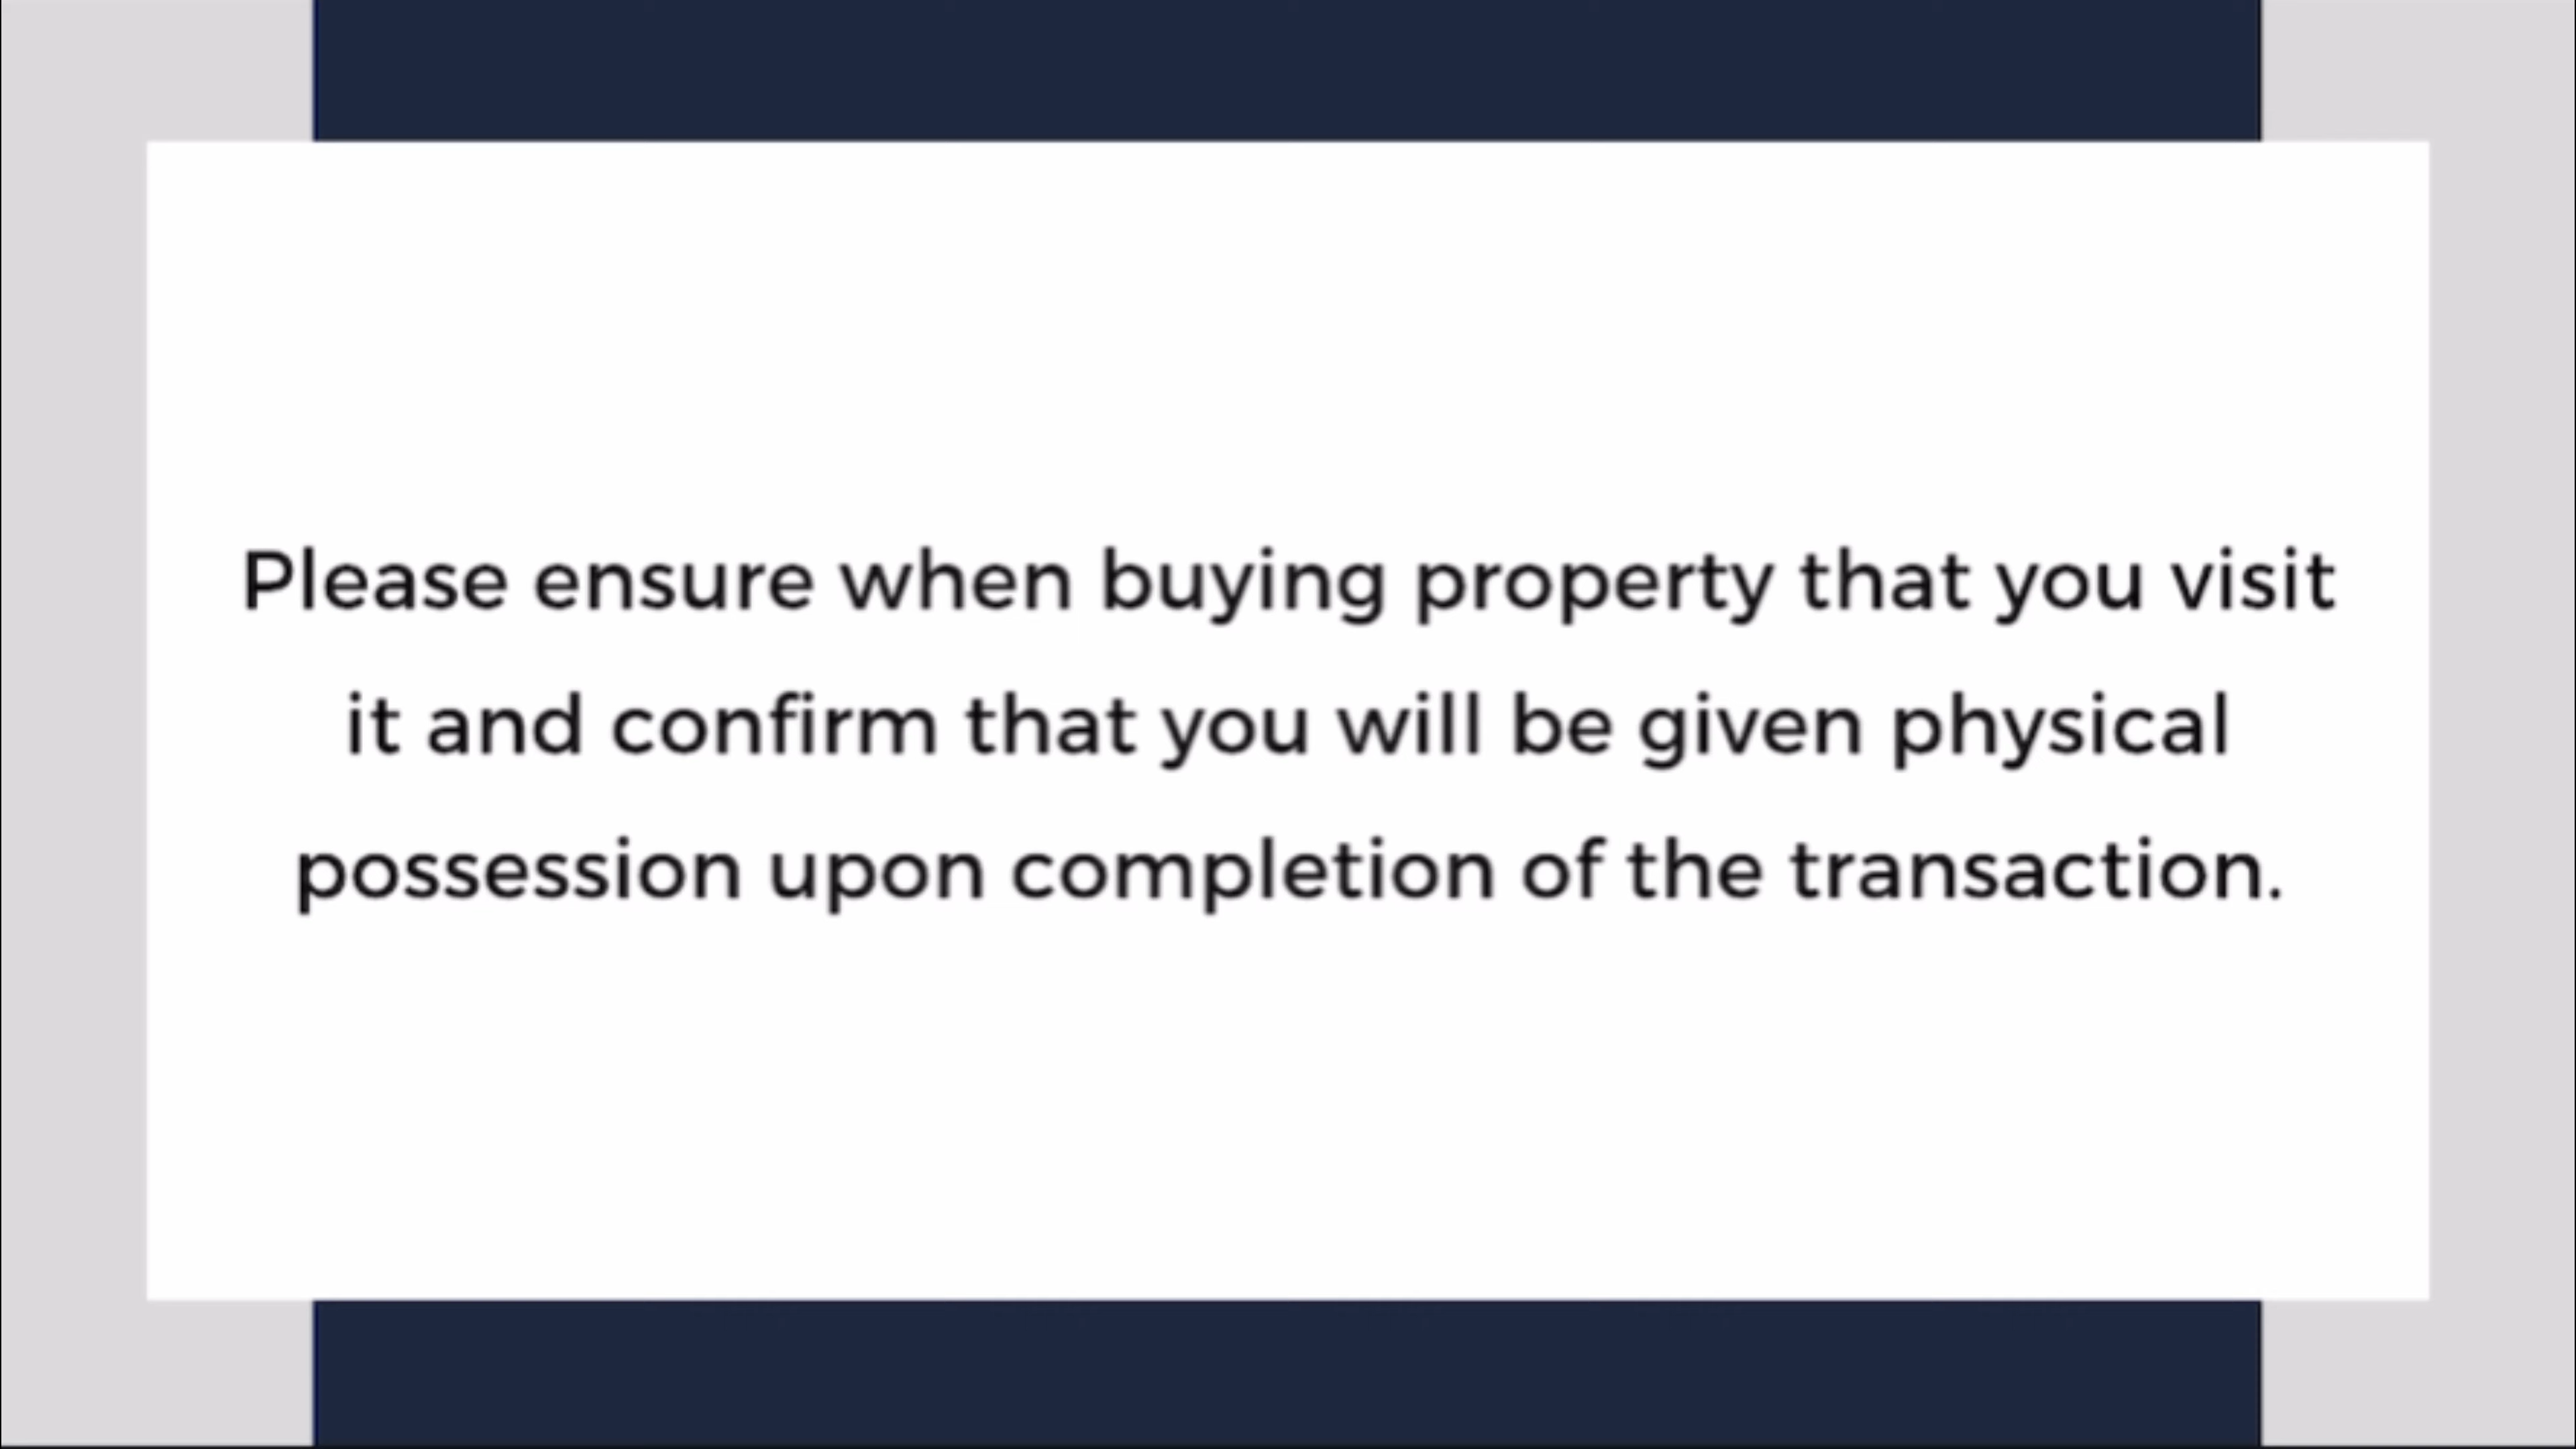 Please ensure when buying property that you visit
it and confirm that you will be given physical
possession upon completion of the transaction.